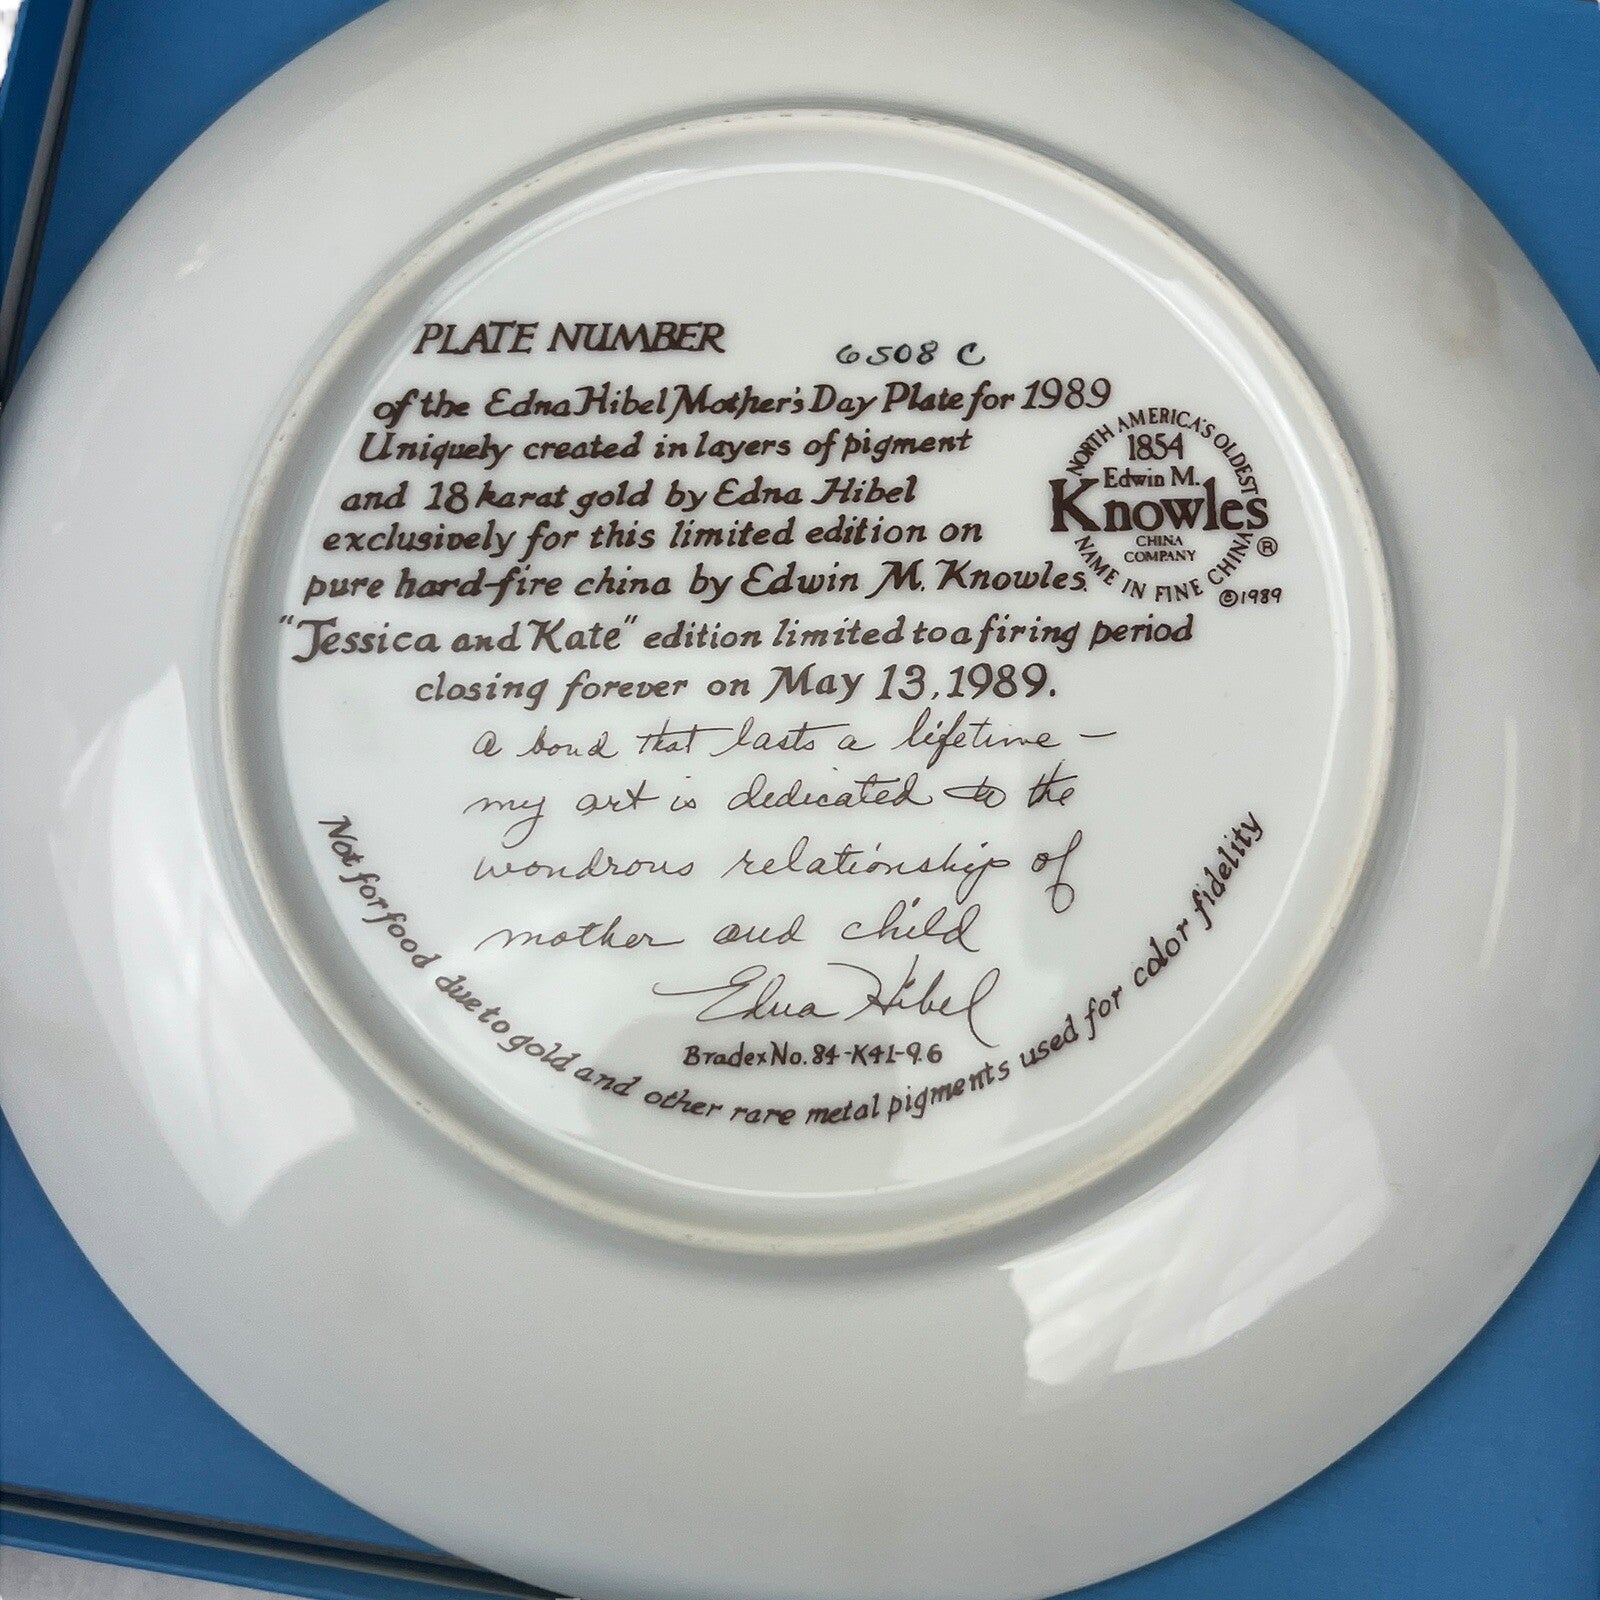 PLATE NUMBER 6508 C
of the Edna Hibel Mother's Day Plate for 1989
Uniquely created in layers of pigment
and 18 karat gold by Edna Hibel
exclusively for this limited edition on
pure hard-fire china by Edwin M. Knowles.
"Jessica and Kate" edition limited to a firing period
closing forever on May 13, 1989.
NORTH AMERICA'S OLDEST
1854
Edwin M.
Knowles
CHINA
COMPANY
NAME IN FINE CHINA
®
©1989
a bond that lasts a lifetime —
my art is dedicated to the
wondrous relationship of
mother and child
Edna Hibel
Bradex No. 84-K41-9.6
Not for food due to gold and other rare metal pigments used for color fidelity